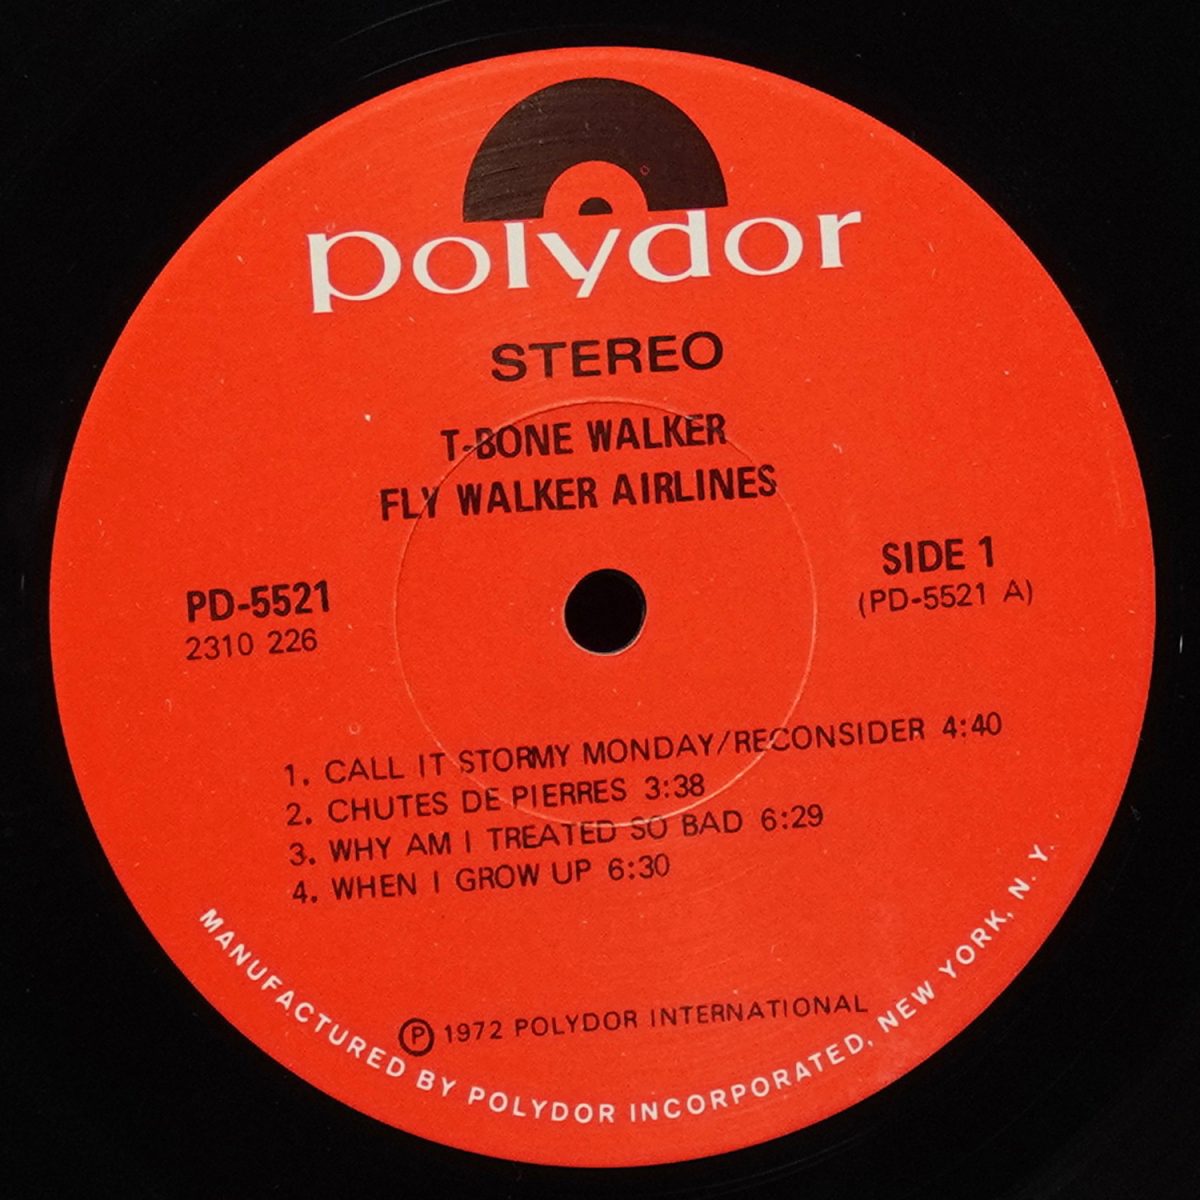 polydor
STEREO
T-BONE WALKER
FLY WALKER AIRLINES
PD-5521
2310 226
SIDE 1
(PD-5521 A)
1. CALL IT STORMY MONDAY/RECONSIDER 4:40
2. CHUTES DE PIERRES 3:38
3. WHY AM I TREATED SO BAD 6:29
4. WHEN I GROW UP 6:30
Ⓟ 1972 POLYDOR INTERNATIONAL
MANUFACTURED BY POLYDOR INCORPORATED, NEW YORK, N.Y.